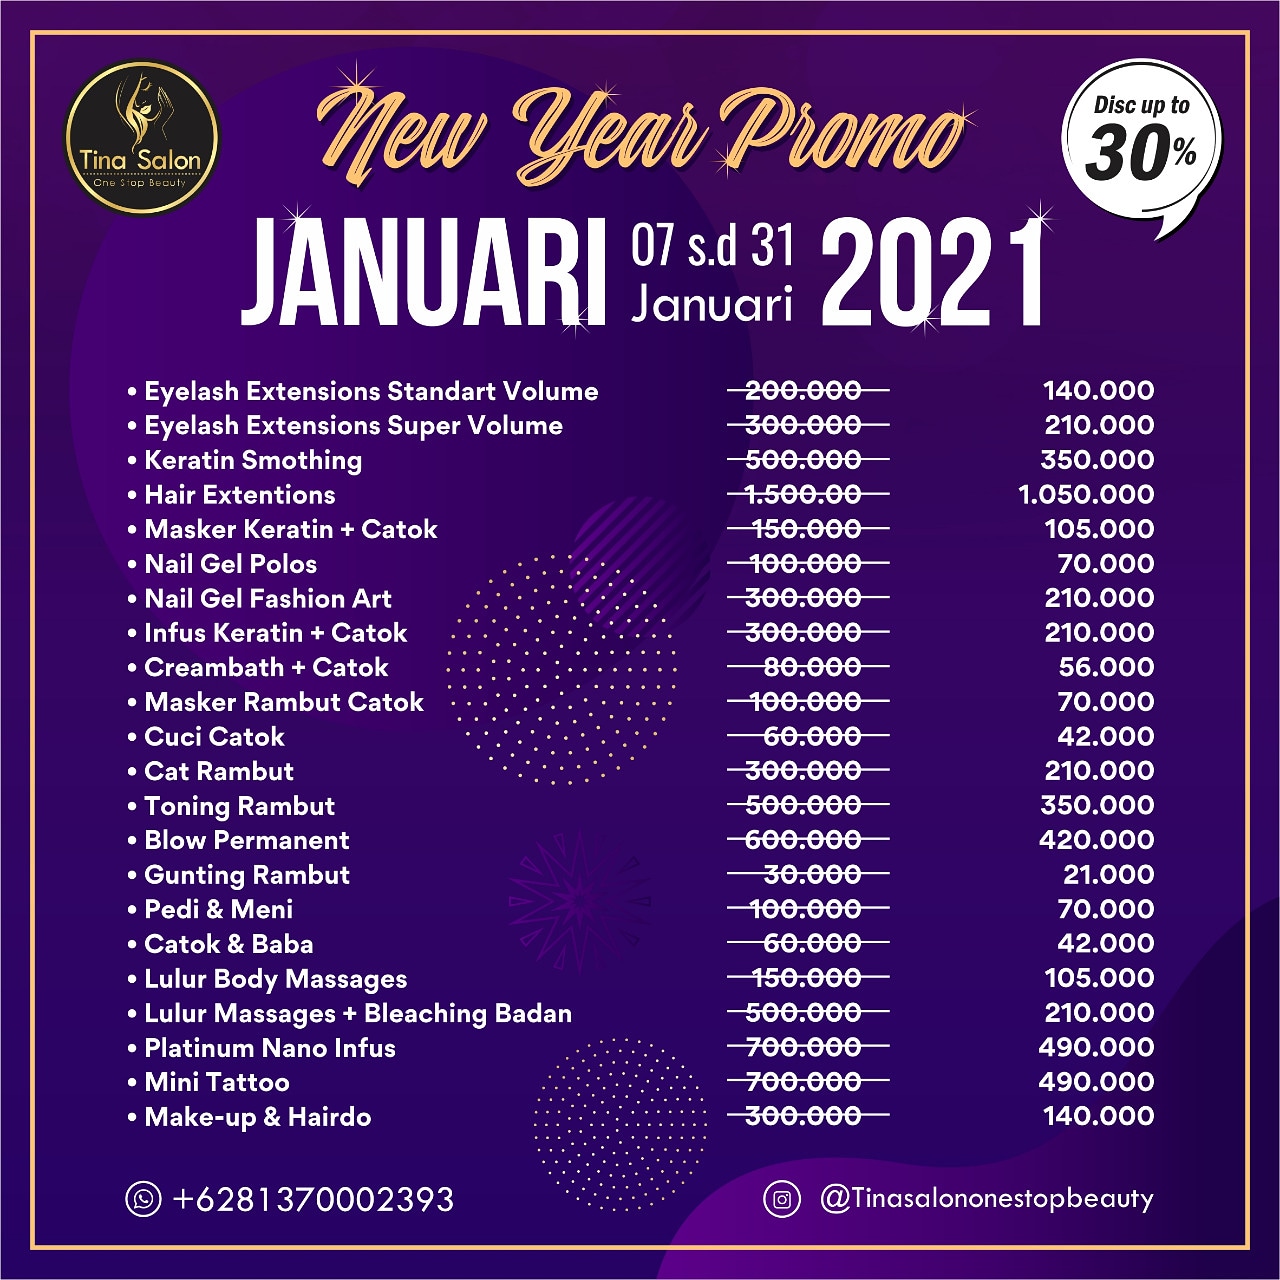 Tina Salon
One Stop Beauty
New Year Promo
Disc up to
30%
JANUARI 07 s.d 31 Januari 2021
• Eyelash Extensions Standart Volume 200.000 140.000
• Eyelash Extensions Super Volume 300.000 210.000
• Keratin Smothing 500.000 350.000
• Hair Extentions 1.500.00 1.050.000
• Masker Keratin + Catok 150.000 105.000
• Nail Gel Polos 100.000 70.000
• Nail Gel Fashion Art 300.000 210.000
• Infus Keratin + Catok 300.000 210.000
• Creambath + Catok 80.000 56.000
• Masker Rambut Catok 100.000 70.000
• Cuci Catok 60.000 42.000
• Cat Rambut 300.000 210.000
• Toning Rambut 500.000 350.000
• Blow Permanent 600.000 420.000
• Gunting Rambut 30.000 21.000
• Pedi & Meni 100.000 70.000
• Catok & Baba 60.000 42.000
• Lulur Body Massages 150.000 105.000
• Lulur Massages + Bleaching Badan 500.000 210.000
• Platinum Nano Infus 700.000 490.000
• Mini Tattoo 700.000 490.000
• Make-up & Hairdo 300.000 140.000
+6281370002393 @Tinasalononestopbeauty